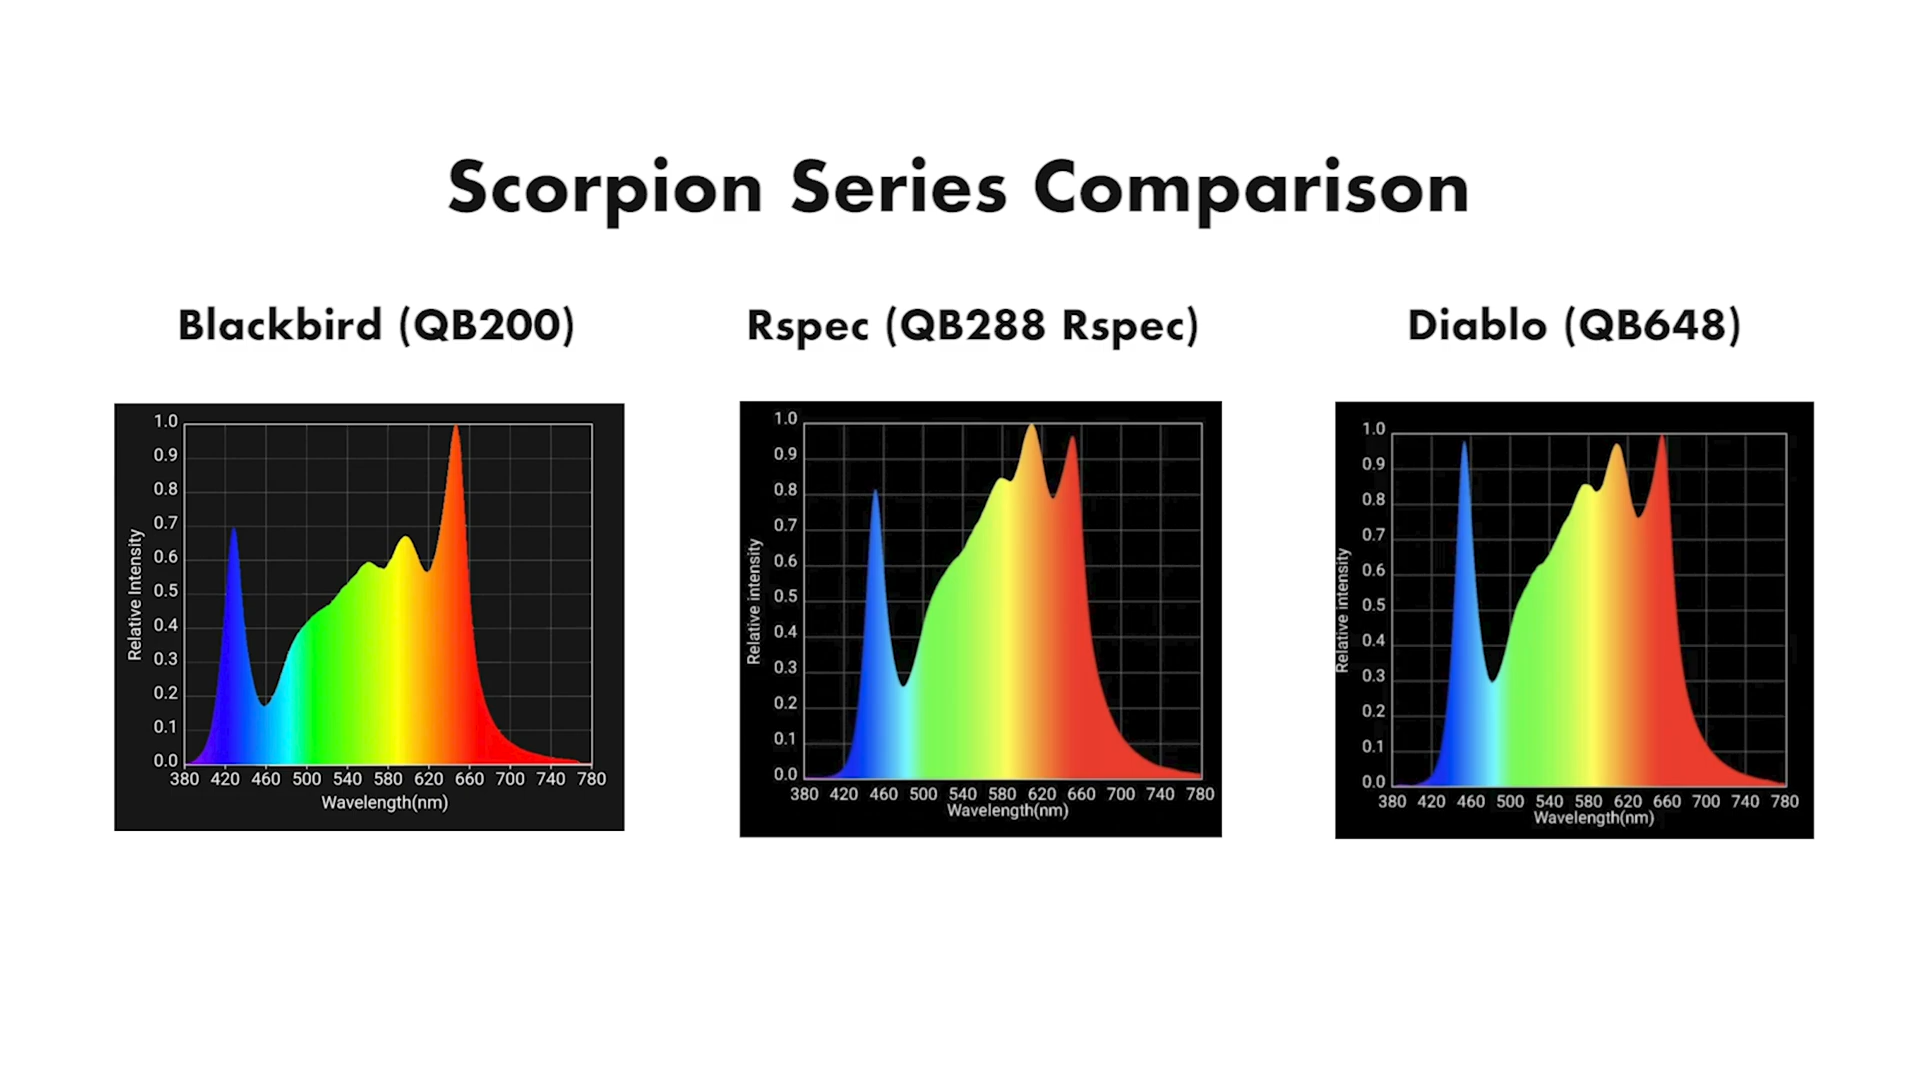 Scorpion Series Comparison
Blackbird (QB200)
Rspec (QB288 Rspec)
Diablo (QB648)
1.0
0.9
0.8
0.7
0.6
0.5
0.4
0.3
0.2
0.1
0.0
Relative Intensity
380 420 460 500 540 580 620 660 700 740 780
Wavelength(nm)
1.0
0.9
0.8
0.7
0.6
0.5
0.4
0.3
0.2
0.1
0.0
Relative intensity
380 420 460 500 540 580 620 660 700 740 780
Wavelength(nm)
1.0
0.9
0.8
0.7
0.6
0.5
0.4
0.3
0.2
0.1
0.0
Relative intensity
380 420 460 500 540 580 620 660 700 740 780
Wavelength(nm)